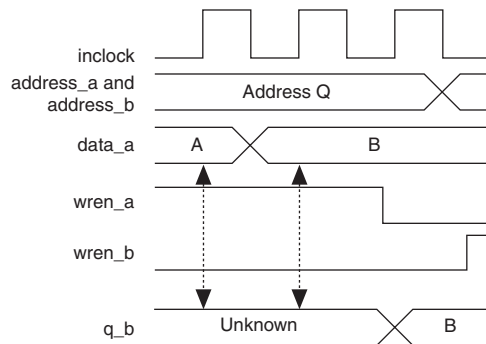 inclock
address_a and
address_b
Address Q
data_a
A
B
wren_a
wren_b
q_b
Unknown
B